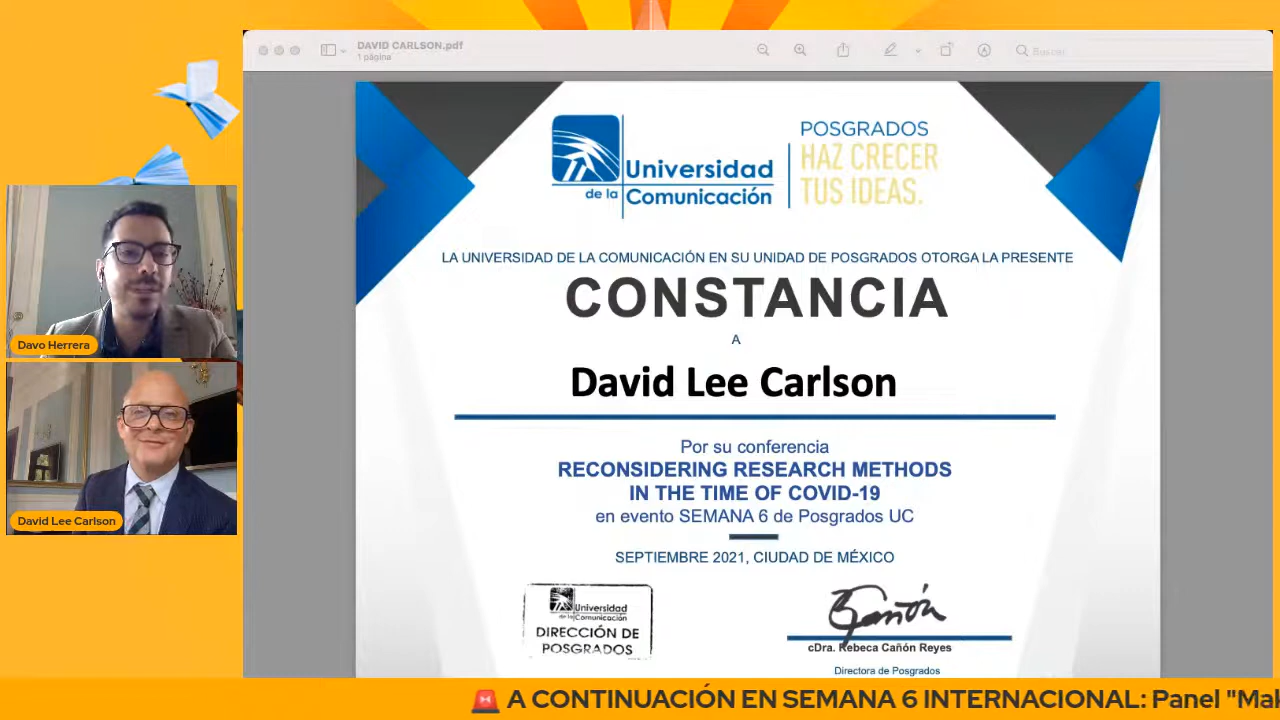 DAVID CARLSON.pdf
1 página
Buscar
Universidad
de la Comunicación
POSGRADOS
HAZ CRECER
TUS IDEAS.
LA UNIVERSIDAD DE LA COMUNICACIÓN EN SU UNIDAD DE POSGRADOS OTORGA LA PRESENTE
CONSTANCIA
A
David Lee Carlson
Por su conferencia
RECONSIDERING RESEARCH METHODS
IN THE TIME OF COVID-19
en evento SEMANA 6 de Posgrados UC
SEPTIEMBRE 2021, CIUDAD DE MÉXICO
Universidad
de la Comunicación
DIRECCIÓN DE
POSGRADOS
cDra. Rebeca Cañón Reyes
Directora de Posgrados
Davo Herrera
David Lee Carlson
A CONTINUACIÓN EN SEMANA 6 INTERNACIONAL: Panel "Mal